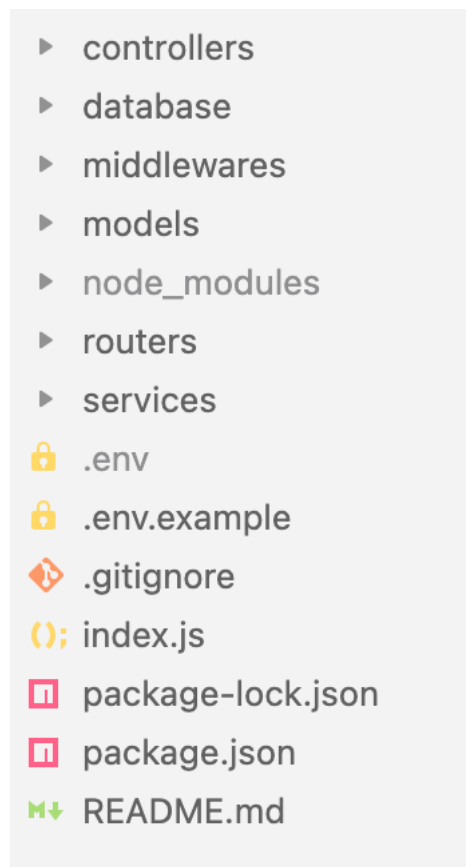 controllers
database
middlewares
models
node_modules
routers
services
.env
.env.example
.gitignore
index.js
package-lock.json
package.json
README.md